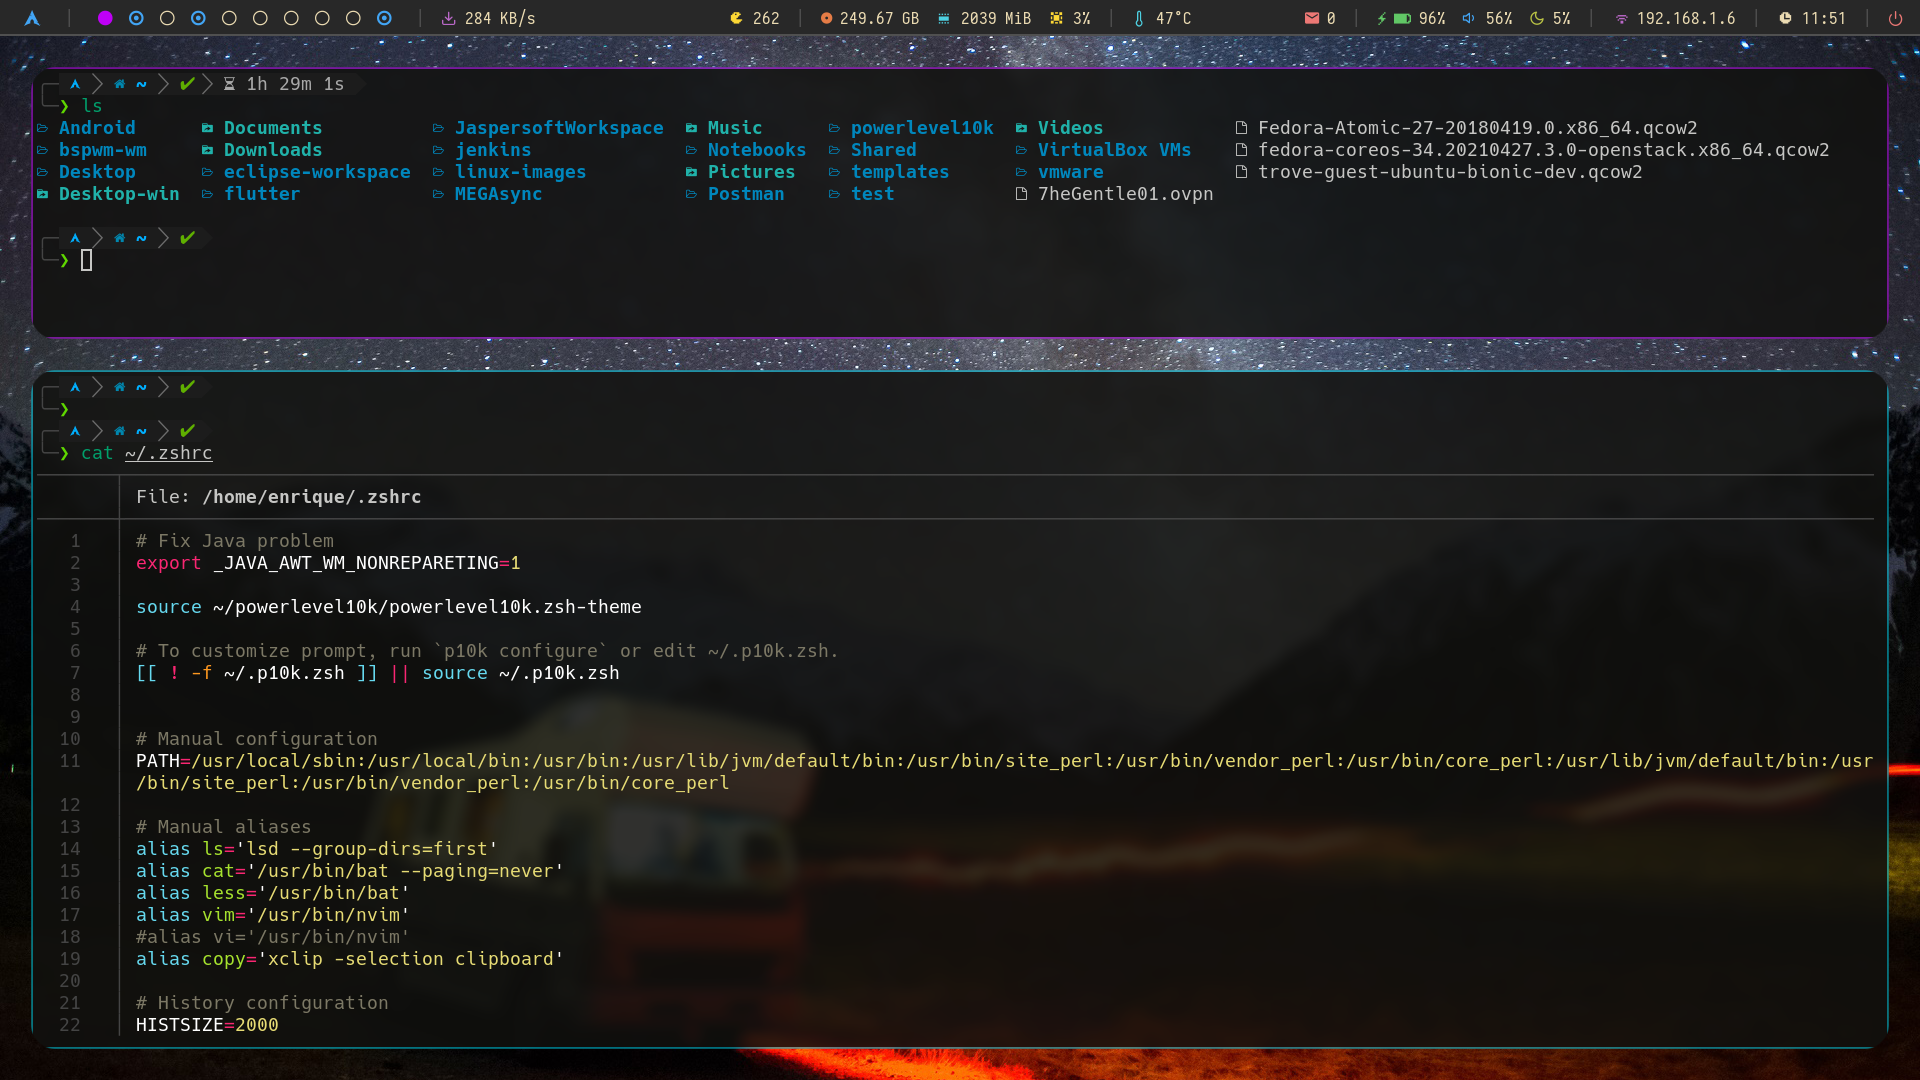 284 KB/s 262 249.67 GB 2039 MiB 3% 47°C 0 96% 56% 5% 192.168.1.6 11:51
~ ✔ 1h 29m 1s
❯ ls
Android Documents JaspersoftWorkspace Music powerlevel10k Videos Fedora-Atomic-27-20180419.0.x86_64.qcow2
bspwm-wm Downloads jenkins Notebooks Shared VirtualBox VMs fedora-coreos-34.20210427.3.0-openstack.x86_64.qcow2
Desktop eclipse-workspace linux-images Pictures templates vmware trove-guest-ubuntu-bionic-dev.qcow2
Desktop-win flutter MEGAsync Postman test 7heGentle01.ovpn
~ ✔
❯
~ ✔
❯
~ ✔
❯ cat ~/.zshrc
File: /home/enrique/.zshrc
1 # Fix Java problem
2 export _JAVA_AWT_WM_NONREPARETING=1
3
4 source ~/powerlevel10k/powerlevel10k.zsh-theme
5
6 # To customize prompt, run `p10k configure` or edit ~/.p10k.zsh.
7 [[ ! -f ~/.p10k.zsh ]] || source ~/.p10k.zsh
8
9
10 # Manual configuration
11 PATH=/usr/local/sbin:/usr/local/bin:/usr/bin:/usr/lib/jvm/default/bin:/usr/bin/site_perl:/usr/bin/vendor_perl:/usr/bin/core_perl:/usr/lib/jvm/default/bin:/usr
/bin/site_perl:/usr/bin/vendor_perl:/usr/bin/core_perl
12
13 # Manual aliases
14 alias ls='lsd --group-dirs=first'
15 alias cat='/usr/bin/bat --paging=never'
16 alias less='/usr/bin/bat'
17 alias vim='/usr/bin/nvim'
18 #alias vi='/usr/bin/nvim'
19 alias copy='xclip -selection clipboard'
20
21 # History configuration
22 HISTSIZE=2000